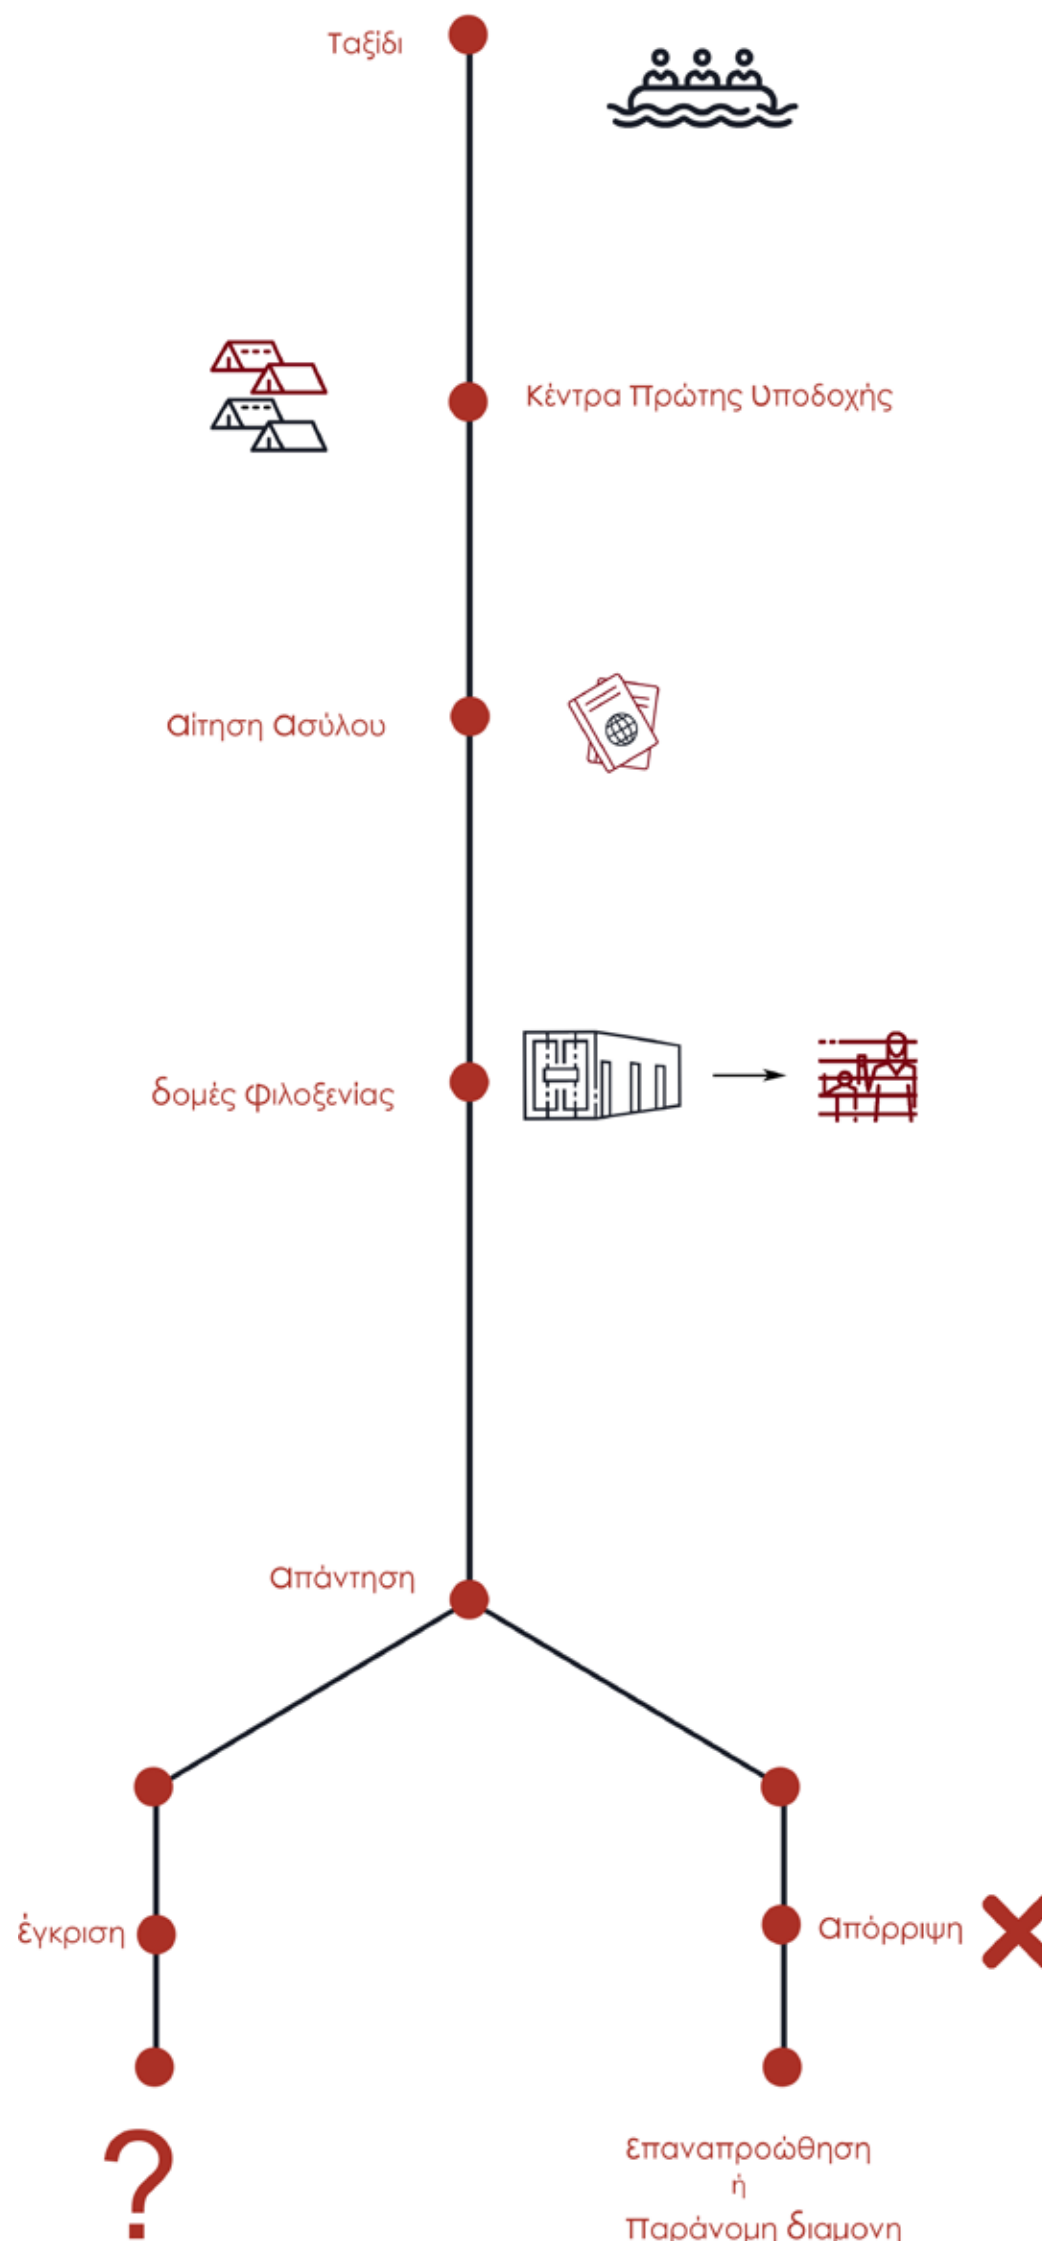 Ταξίδι
Κέντρα Πρώτης Υποδοχής
αίτηση ασύλου
δομές φιλοξενίας
απάντηση
έγκριση
απόρριψη
?
επαναπροώθηση
ή
παράνομη διαμονη